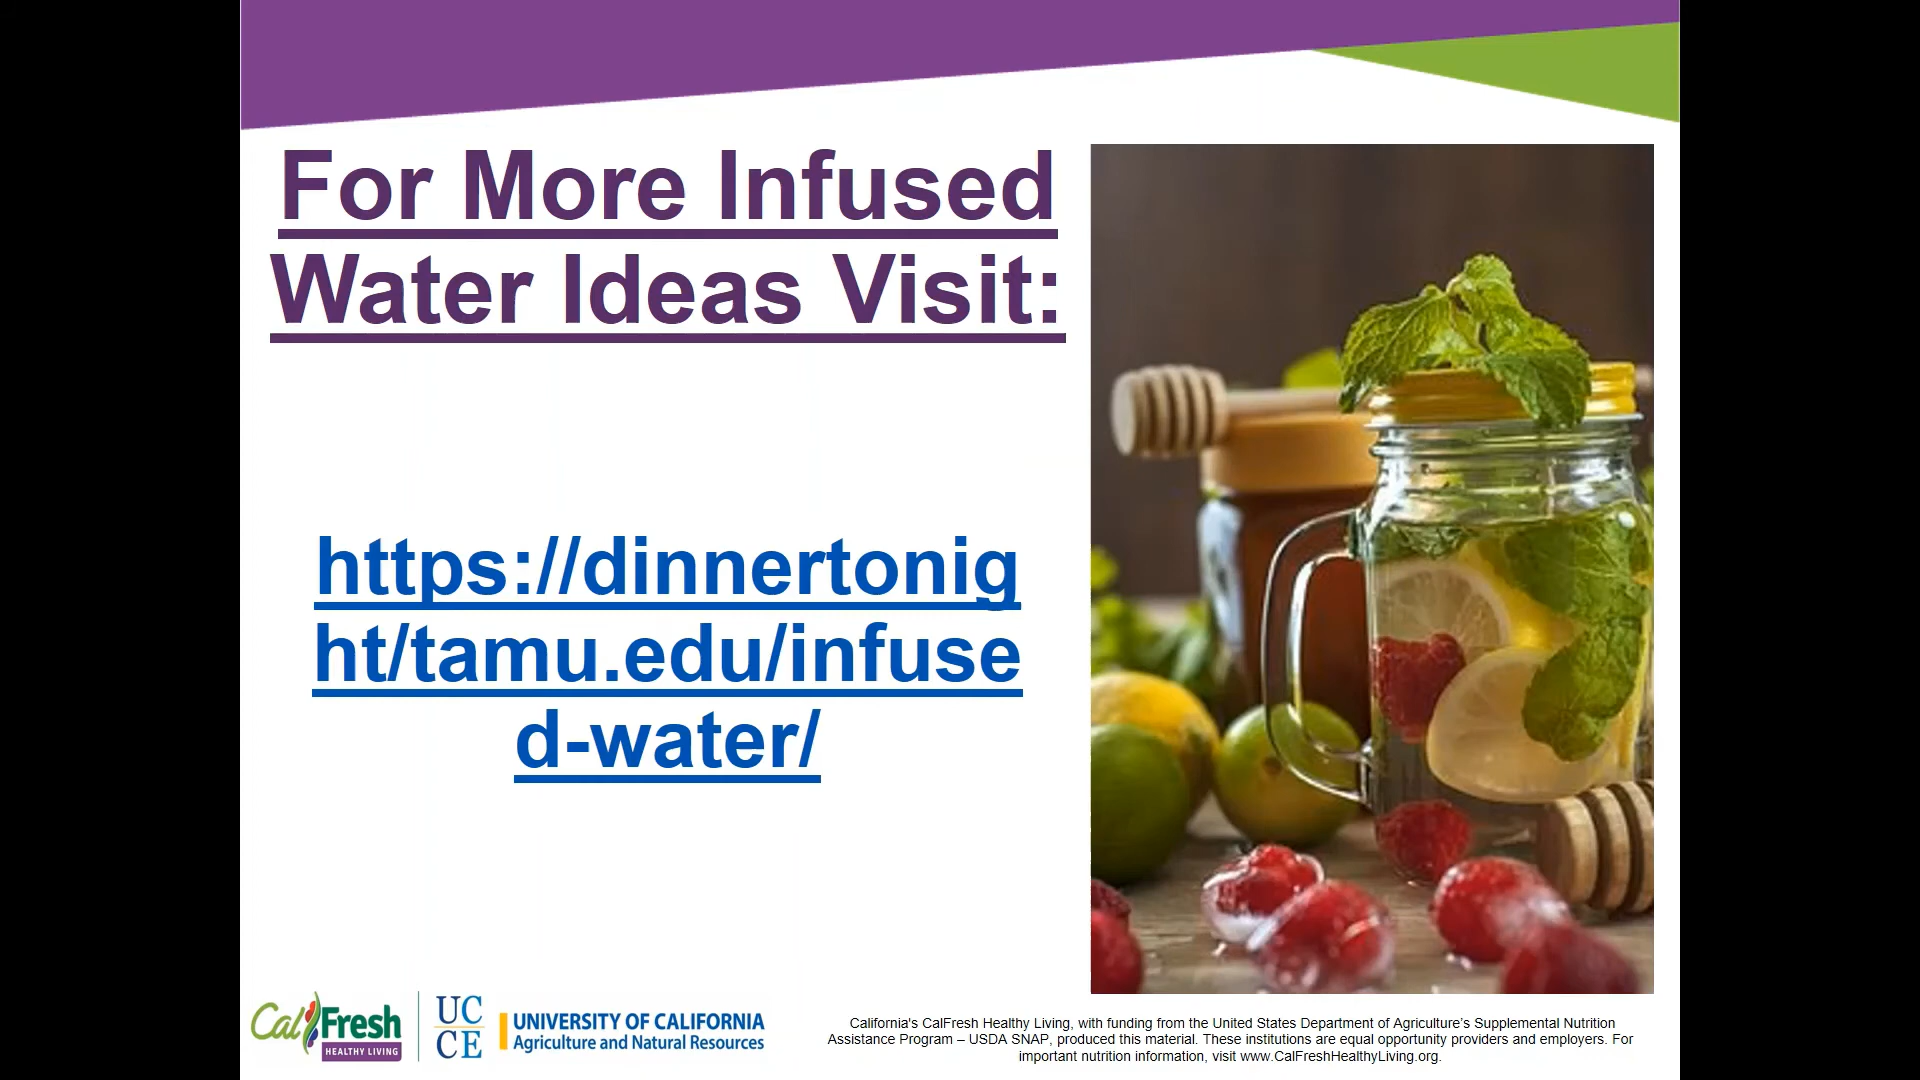 For More Infused
Water Ideas Visit:
https://dinnertonig
ht/tamu.edu/infuse
d-water/
CalFresh
HEALTHY LIVING
UC
CE
UNIVERSITY OF CALIFORNIA
Agriculture and Natural Resources
California's CalFresh Healthy Living, with funding from the United States Department of Agriculture’s Supplemental Nutrition
Assistance Program – USDA SNAP, produced this material. These institutions are equal opportunity providers and employers. For
important nutrition information, visit www.CalFreshHealthyLiving.org.